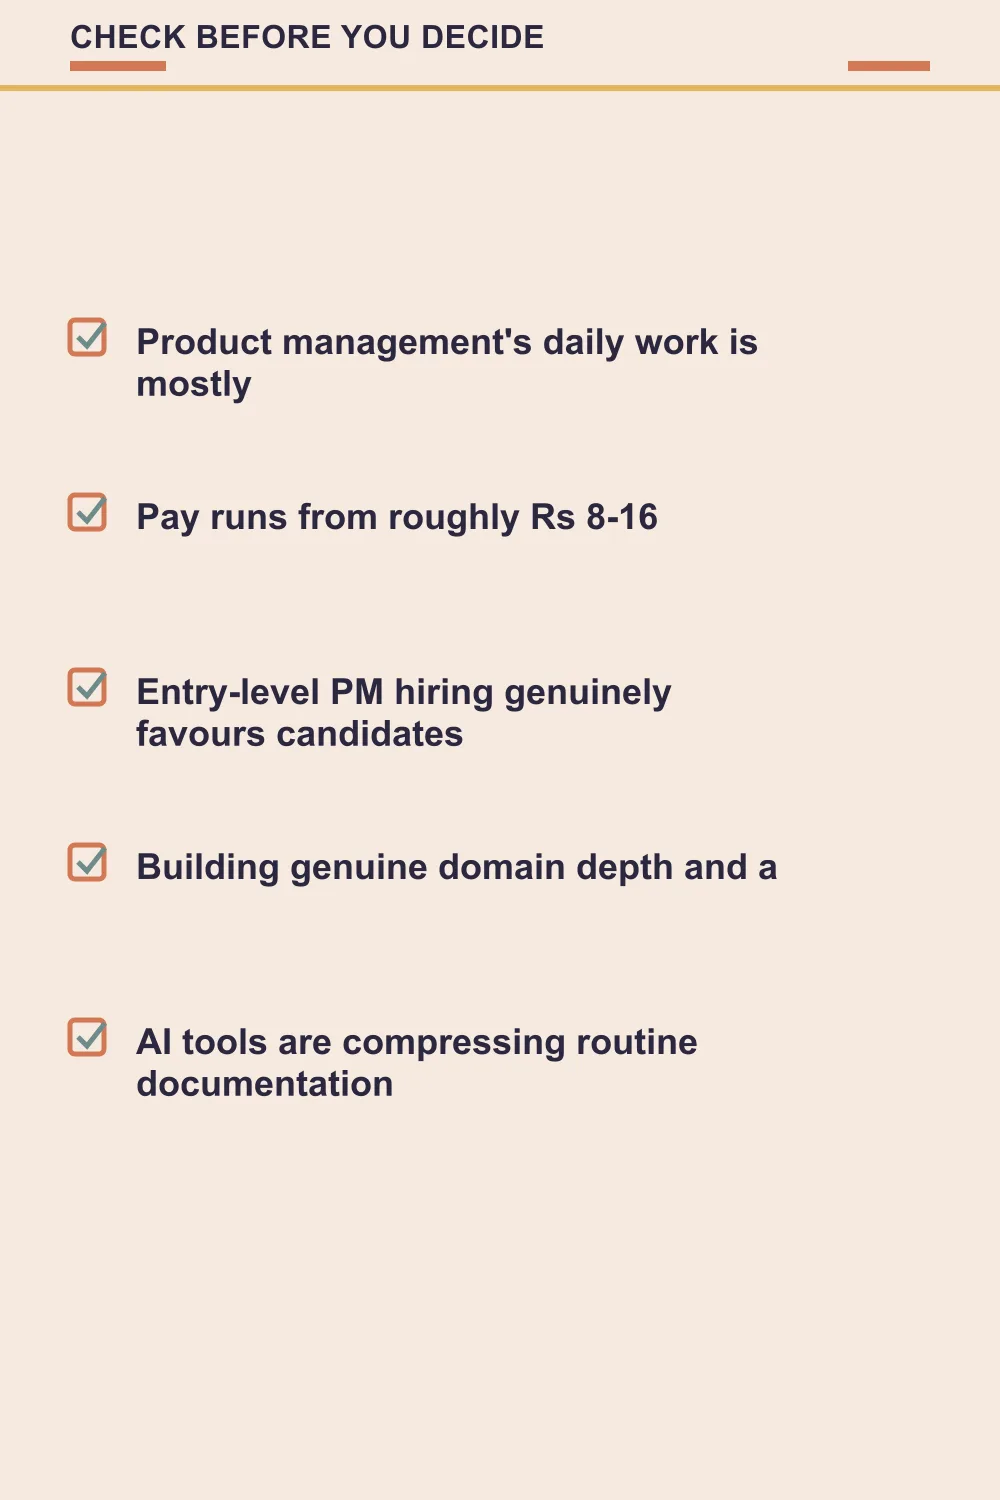 CHECK BEFORE YOU DECIDE
Product management's daily work is
mostly
Pay runs from roughly Rs 8-16
Entry-level PM hiring genuinely
favours candidates
Building genuine domain depth and a
AI tools are compressing routine
documentation